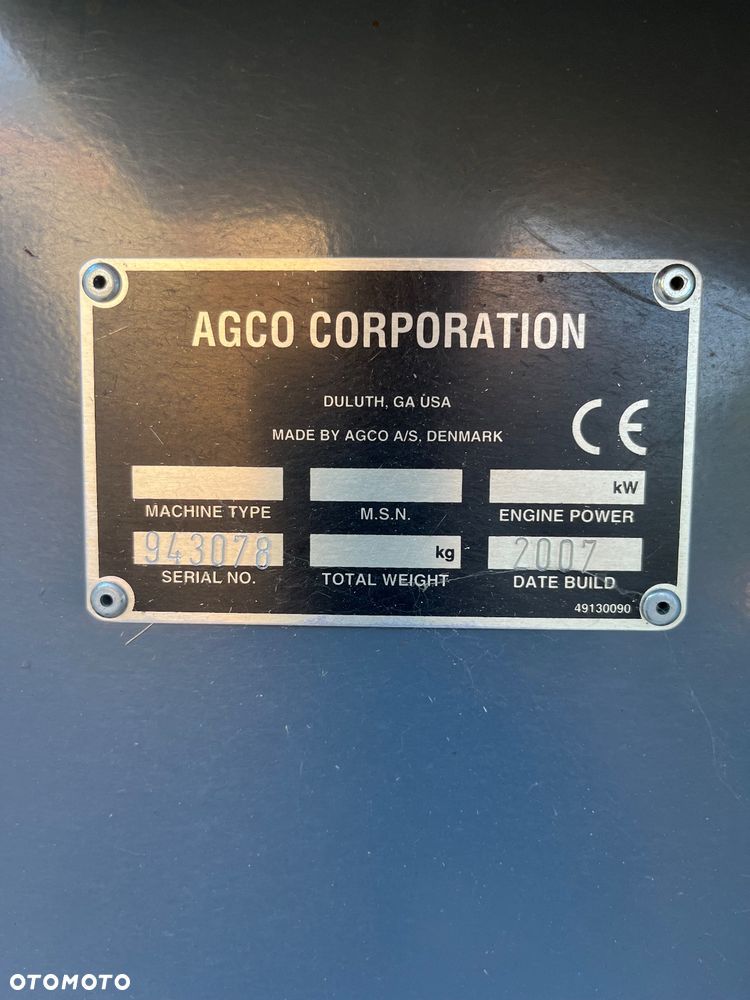 AGCO CORPORATION
DULUTH, GA USA
MADE BY AGCO A/S, DENMARK
CE
kW
MACHINE TYPE M.S.N. ENGINE POWER
943078 kg 2007
SERIAL NO. TOTAL WEIGHT DATE BUILD
49130090
OTOMOTO